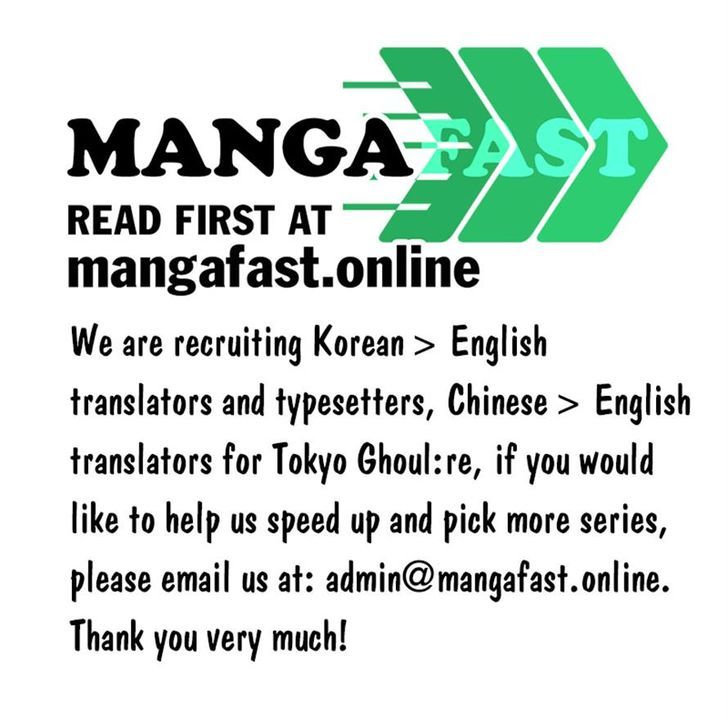 MANGAFAST
READ FIRST AT
mangafast.online
We are recruiting Korean > English
translators and typesetters, Chinese > English
translators for Tokyo Ghoul:re, if you would
like to help us speed up and pick more series,
please email us at: admin@mangafast.online.
Thank you very much!